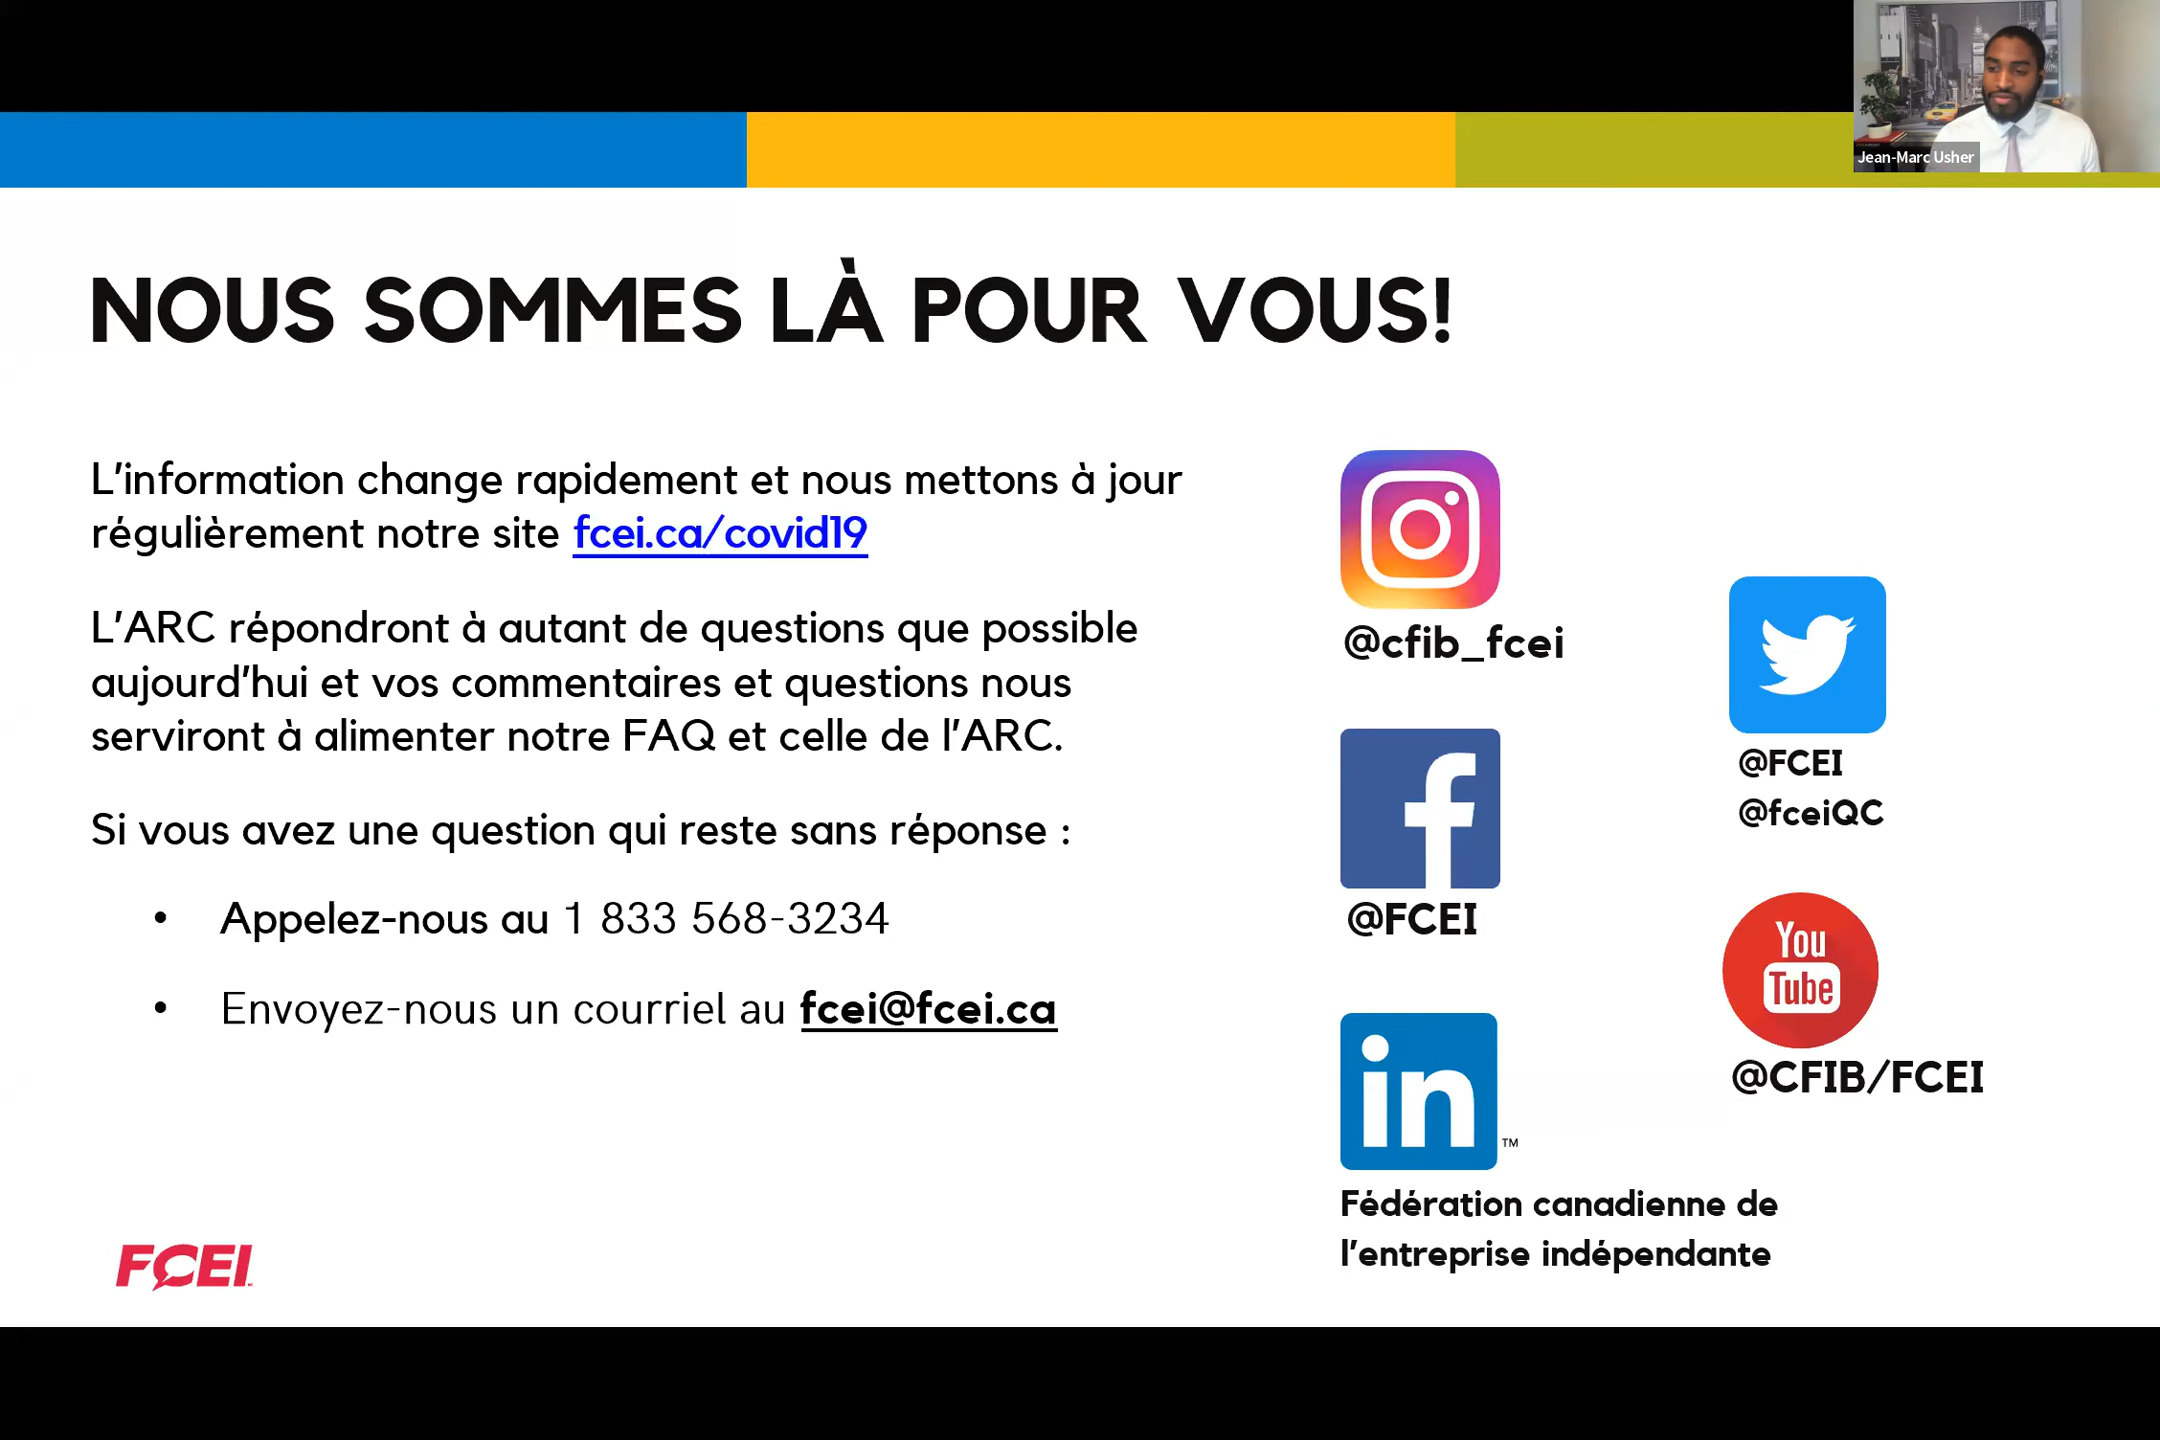 Jean-Marc Usher
NOUS SOMMES LÀ POUR VOUS!
L'information change rapidement et nous mettons à jour
régulièrement notre site fcei.ca/covid19
L'ARC répondront à autant de questions que possible
aujourd'hui et vos commentaires et questions nous
serviront à alimenter notre FAQ et celle de l'ARC.
Si vous avez une question qui reste sans réponse :
• Appelez-nous au 1 833 568-3234
• Envoyez-nous un courriel au fcei@fcei.ca
@cfib_fcei
@FCEI
@fceiQC
@FCEI
You
Tube
@CFIB/FCEI
in
TM
Fédération canadienne de
l'entreprise indépendante
FCEI